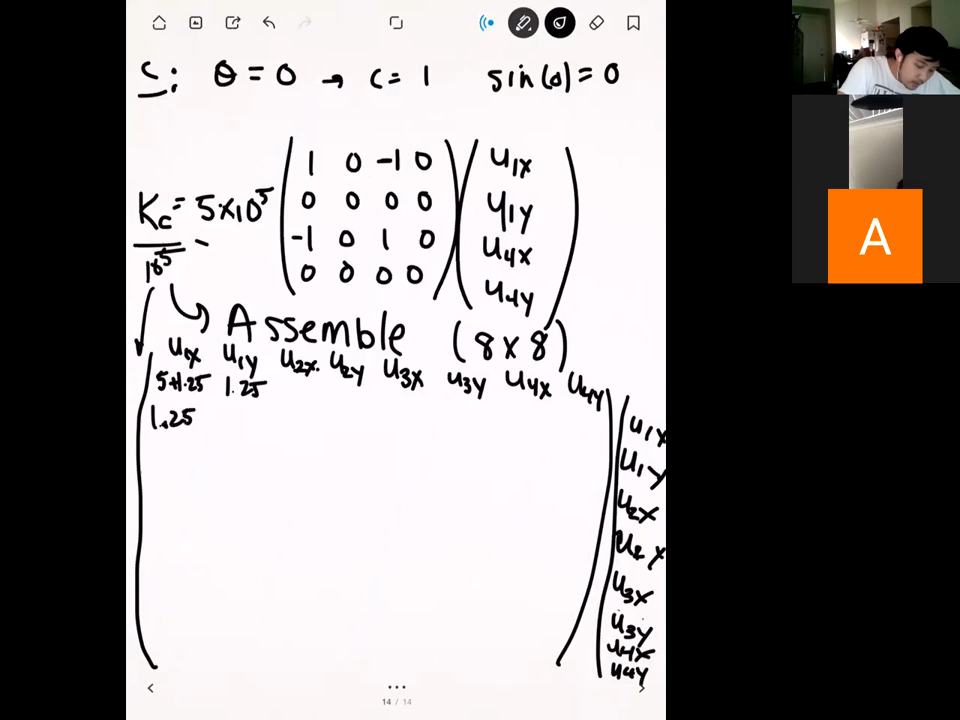 C: θ = 0 → C = 1 sin(0) = 0
1 0 -1 0 u1x
0 0 0 0 u1y
Kc = 5×10^5
-1 0 1 0 u4x
10^5
0 0 0 0 u4y
Assemble (8 x 8)
u1x u1y u2x u2y u3x u3y u4x u4y
5+1.25 1.25
1.25
u1x
u1y
u2x
u3x
u3y
u4x
u4y
14 / 14
A